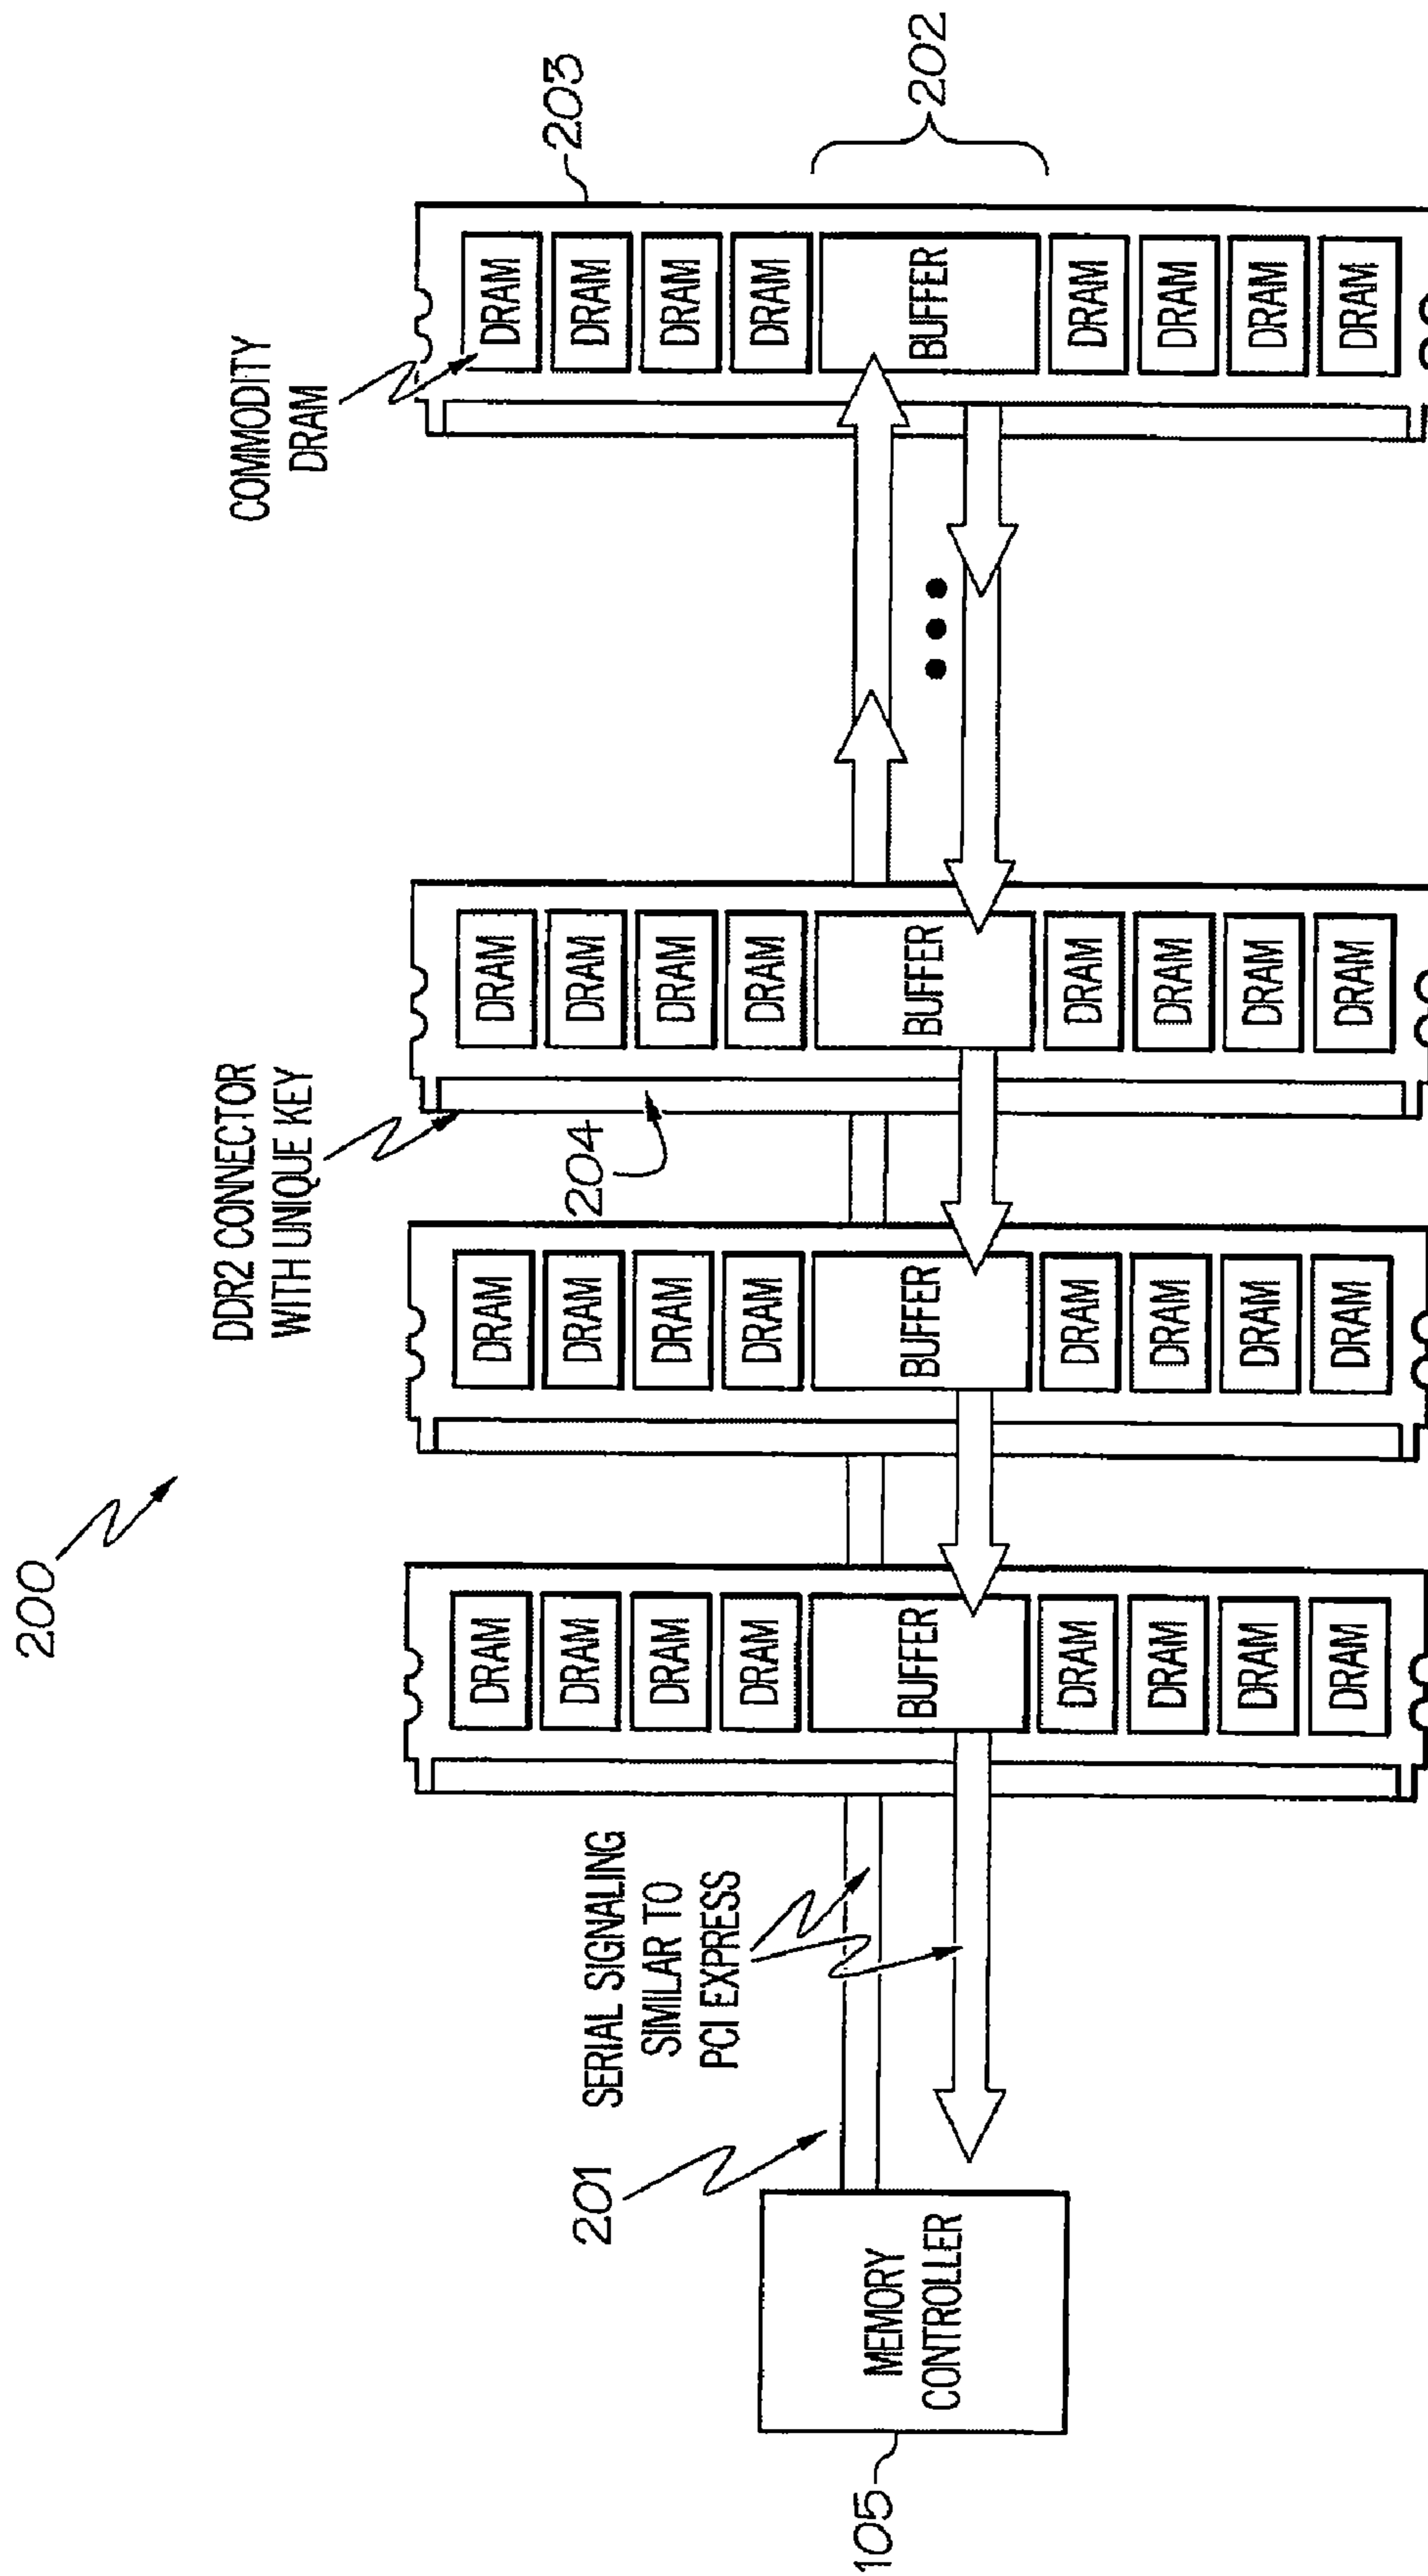 200
DDR2 CONNECTOR
WITH UNIQUE KEY
COMMODITY
DRAM
201
SERIAL SIGNALING
SIMILAR TO
PCI EXPRESS
204
203
105
MEMORY
CONTROLLER
DRAM
DRAM
DRAM
DRAM
BUFFER
DRAM
DRAM
DRAM
DRAM
DRAM
DRAM
DRAM
DRAM
BUFFER
DRAM
DRAM
DRAM
DRAM
DRAM
DRAM
DRAM
DRAM
BUFFER
DRAM
DRAM
DRAM
DRAM
DRAM
DRAM
DRAM
DRAM
BUFFER
DRAM
DRAM
DRAM
DRAM
202